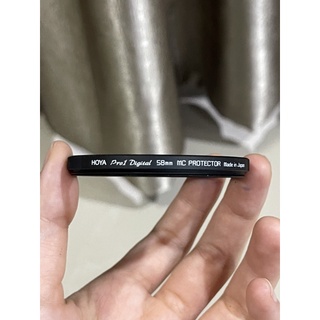 HOYA Pro1 Digital 58mm MC PROTECTOR Made in Japan